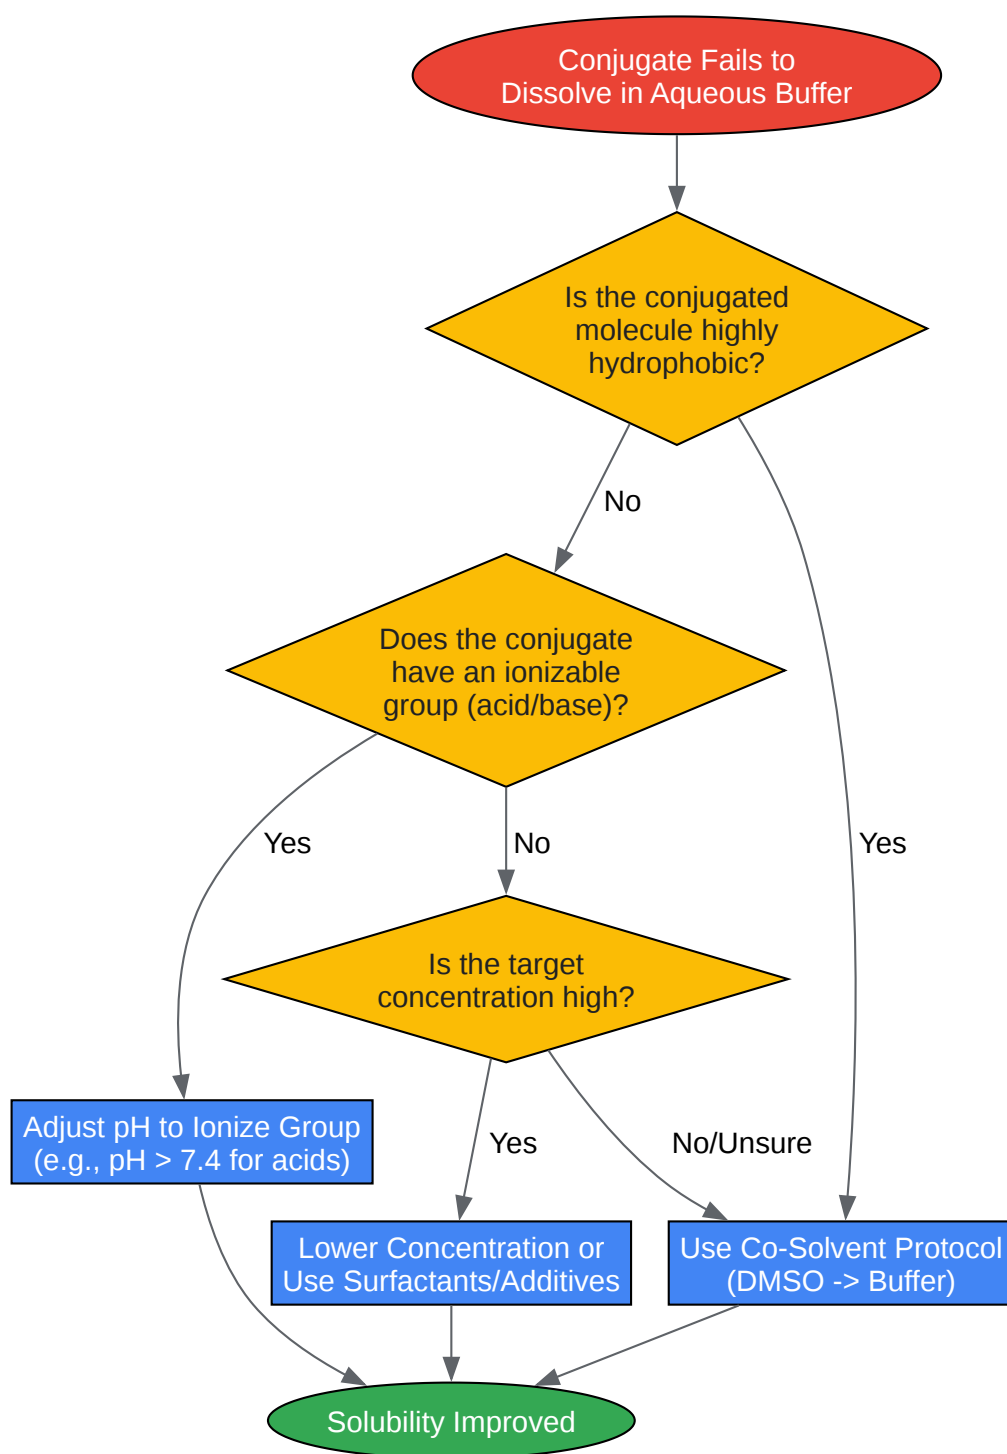 Conjugate Fails to
Dissolve in Aqueous Buffer
Is the conjugated
molecule highly
hydrophobic?
No
Does the conjugate
have an ionizable
group (acid/base)?
Yes
No
Yes
Is the target
concentration high?
Adjust pH to Ionize Group
(e.g., pH > 7.4 for acids)
Yes
No/Unsure
Lower Concentration or
Use Surfactants/Additives
Use Co-Solvent Protocol
(DMSO -> Buffer)
Solubility Improved